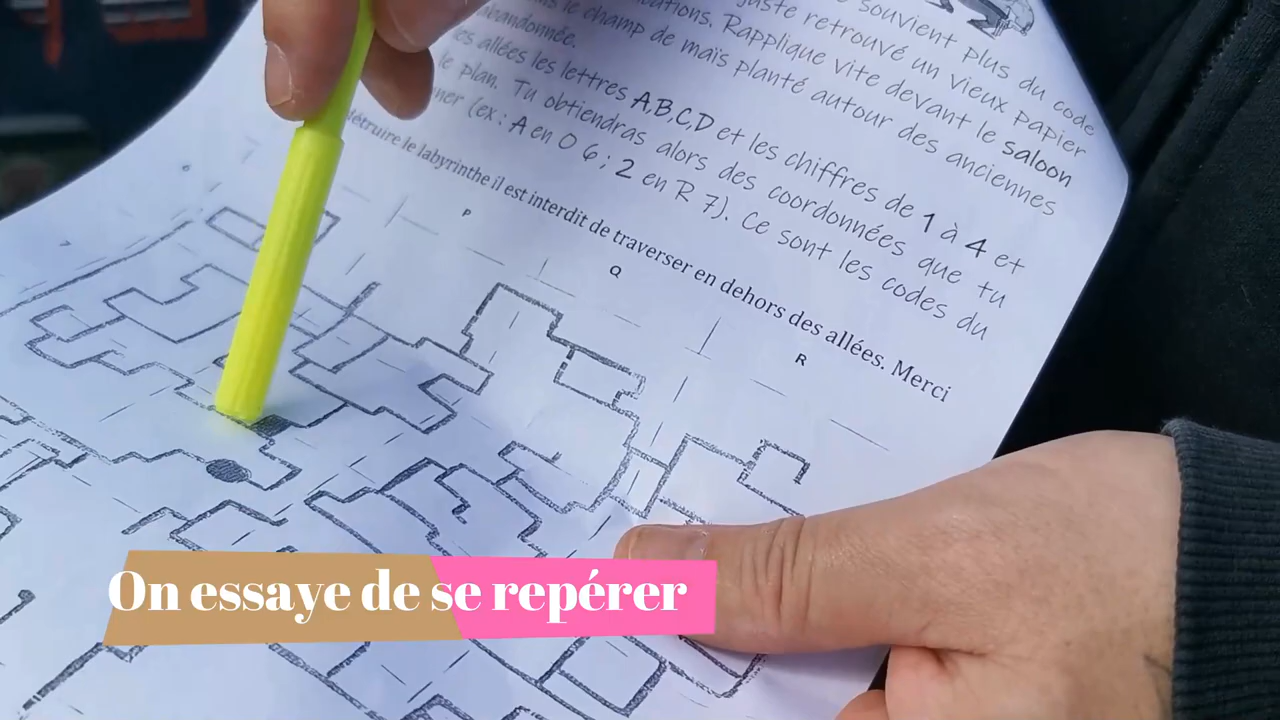 souvient plus du code
juste retrouvé un vieux papier
Rapplique vite devant le saloon
le champ de maïs planté autour des anciennes
abandonnée.
les allées les lettres A,B,C,D et les chiffres de 1 à 4 et
le plan. Tu obtiendras alors des coordonnées que tu
(ex : A en O 6 ; 2 en R 7). Ce sont les codes du
le labyrinthe il est interdit de traverser en dehors des allées. Merci
P
Q
R
On essaye de se repérer